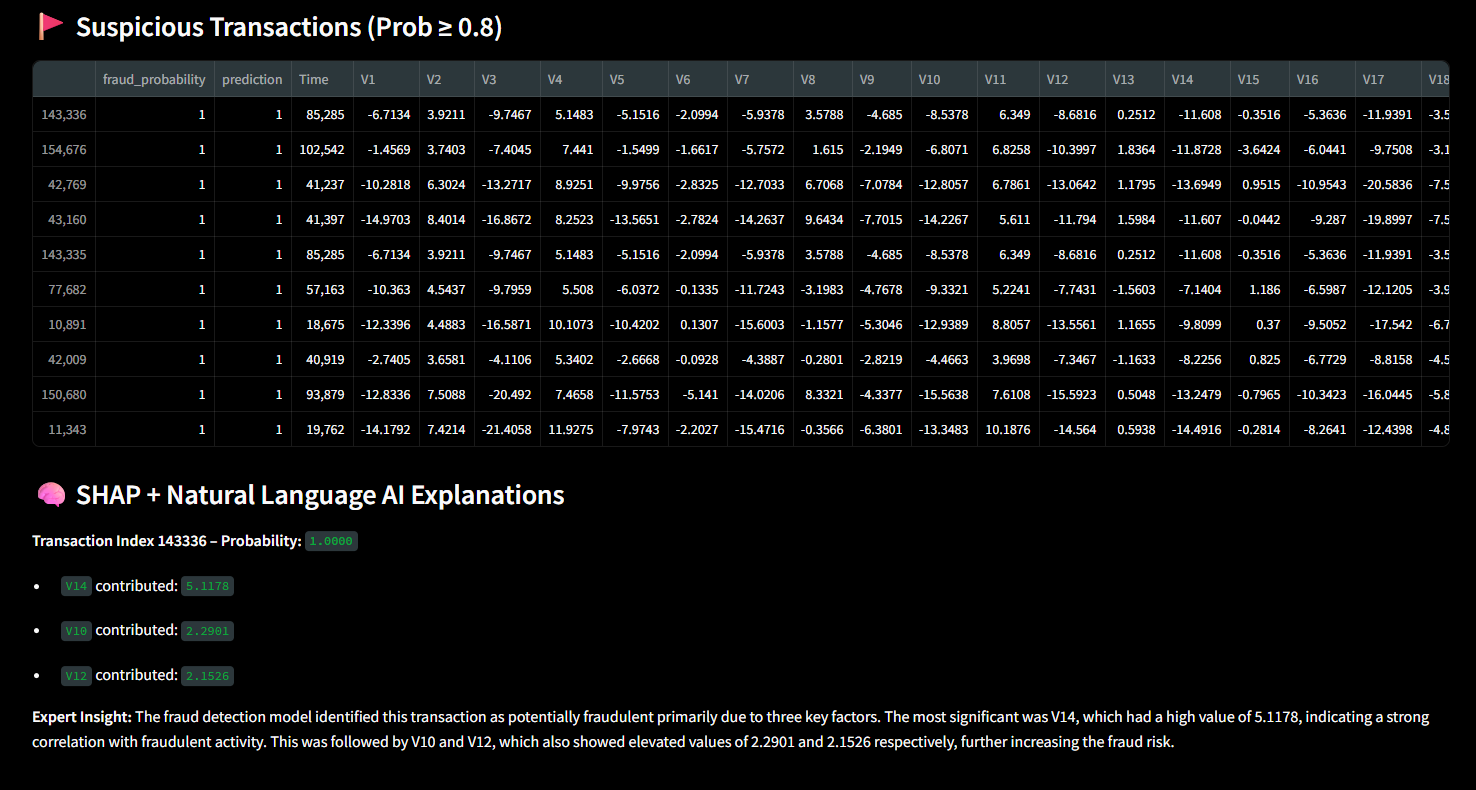 Suspicious Transactions (Prob ≥ 0.8)
fraud_probability prediction Time V1 V2 V3 V4 V5 V6 V7 V8 V9 V10 V11 V12 V13 V14 V15 V16 V17 V18
143,336 1 1 85,285 -6.7134 3.9211 -9.7467 5.1483 -5.1516 -2.0994 -5.9378 3.5788 -4.685 -8.5378 6.349 -8.6816 0.2512 -11.608 -0.3516 -5.3636 -11.9391 -3.5
154,676 1 1 102,542 -1.4569 3.7403 -7.4045 7.441 -1.5499 -1.6617 -5.7572 1.615 -2.1949 -6.8071 6.8258 -10.3997 1.8364 -11.8728 -3.6424 -6.0441 -9.7508 -3.1
42,769 1 1 41,237 -10.2818 6.3024 -13.2717 8.9251 -9.9756 -2.8325 -12.7033 6.7068 -7.0784 -12.8057 6.7861 -13.0642 1.1795 -13.6949 0.9515 -10.9543 -20.5836 -7.5
43,160 1 1 41,397 -14.9703 8.4014 -16.8672 8.2523 -13.5651 -2.7824 -14.2637 9.6434 -7.7015 -14.2267 5.611 -11.794 1.5984 -11.607 -0.0442 -9.287 -19.8997 -7.5
143,335 1 1 85,285 -6.7134 3.9211 -9.7467 5.1483 -5.1516 -2.0994 -5.9378 3.5788 -4.685 -8.5378 6.349 -8.6816 0.2512 -11.608 -0.3516 -5.3636 -11.9391 -3.5
77,682 1 1 57,163 -10.363 4.5437 -9.7959 5.508 -6.0372 -0.1335 -11.7243 -3.1983 -4.7678 -9.3321 5.2241 -7.7431 -1.5603 -7.1404 1.186 -6.5987 -12.1205 -3.9
10,891 1 1 18,675 -12.3396 4.4883 -16.5871 10.1073 -10.4202 0.1307 -15.6003 -1.1577 -5.3046 -12.9389 8.8057 -13.5561 1.1655 -9.8099 0.37 -9.5052 -17.542 -6.7
42,009 1 1 40,919 -2.7405 3.6581 -4.1106 5.3402 -2.6668 -0.0928 -4.3887 -0.2801 -2.8219 -4.4663 3.9698 -7.3467 -1.1633 -8.2256 0.825 -6.7729 -8.8158 -4.5
150,680 1 1 93,879 -12.8336 7.5088 -20.492 7.4658 -11.5753 -5.141 -14.0206 8.3321 -4.3377 -15.5638 7.6108 -15.5923 0.5048 -13.2479 -0.7965 -10.3423 -16.0445 -5.8
11,343 1 1 19,762 -14.1792 7.4214 -21.4058 11.9275 -7.9743 -2.2027 -15.4716 -0.3566 -6.3801 -13.3483 10.1876 -14.564 0.5938 -14.4916 -0.2814 -8.2641 -12.4398 -4.8
SHAP + Natural Language AI Explanations
Transaction Index 143336 – Probability: 1.0000
• V14 contributed: 5.1178
• V10 contributed: 2.2901
• V12 contributed: 2.1526
Expert Insight: The fraud detection model identified this transaction as potentially fraudulent primarily due to three key factors. The most significant was V14, which had a high value of 5.1178, indicating a strong
correlation with fraudulent activity. This was followed by V10 and V12, which also showed elevated values of 2.2901 and 2.1526 respectively, further increasing the fraud risk.